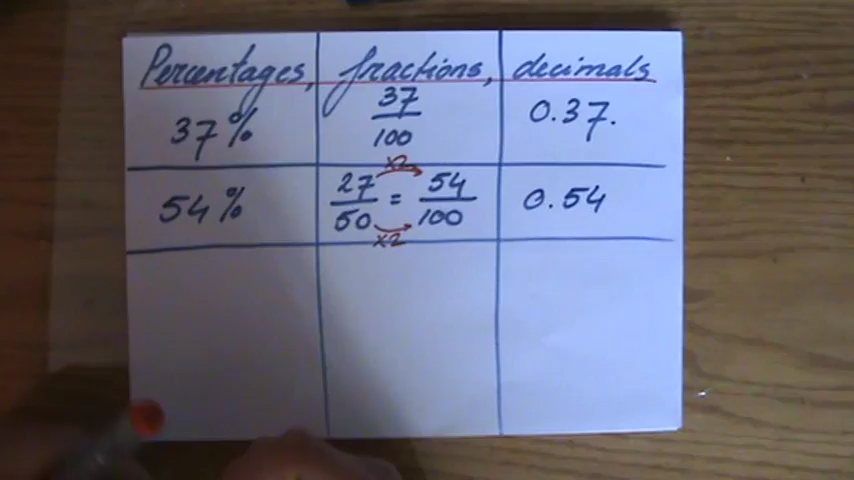 Percentages, fractions, decimals
37% 37/100 0.37.
×2
54% 27/50 = 54/100 0.54
×2